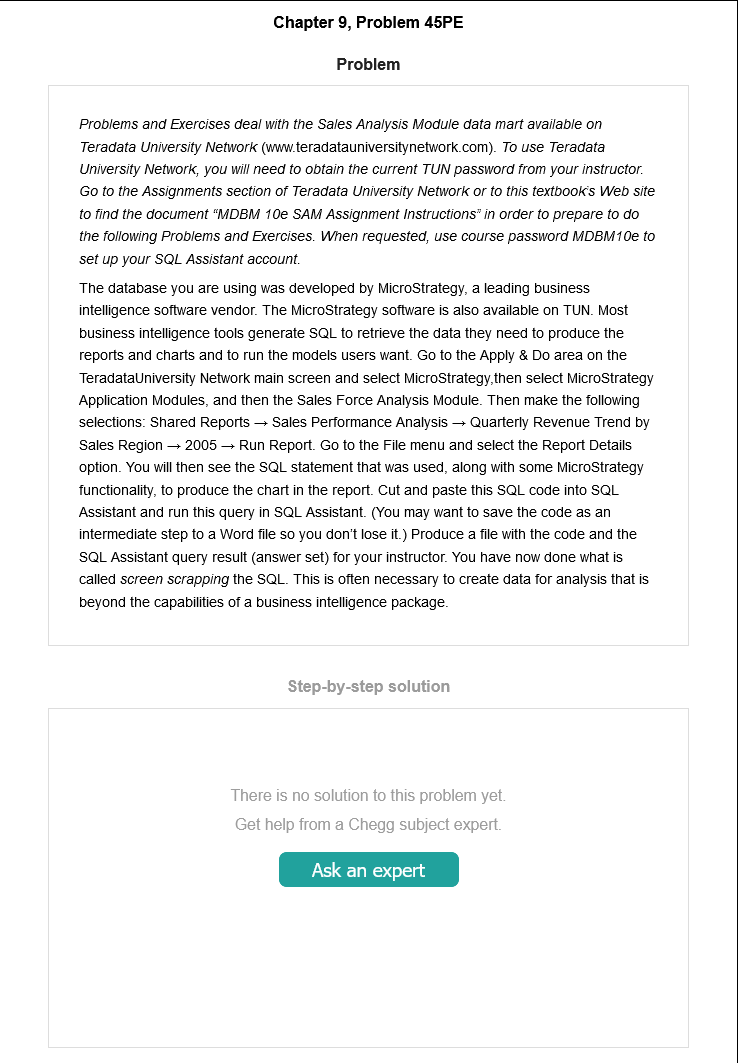 Chapter 9, Problem 45PE
Problem
Problems and Exercises deal with the Sales Analysis Module data mart available on
Teradata University Network (www.teradatauniversitynetwork.com). To use Teradata
University Network, you will need to obtain the current TUN password from your instructor.
Go to the Assignments section of Teradata University Network or to this textbook's Web site
to find the document “MDBM 10e SAM Assignment Instructions” in order to prepare to do
the following Problems and Exercises. When requested, use course password MDBM10e to
set up your SQL Assistant account.
The database you are using was developed by MicroStrategy, a leading business
intelligence software vendor. The MicroStrategy software is also available on TUN. Most
business intelligence tools generate SQL to retrieve the data they need to produce the
reports and charts and to run the models users want. Go to the Apply & Do area on the
TeradataUniversity Network main screen and select MicroStrategy,then select MicroStrategy
Application Modules, and then the Sales Force Analysis Module. Then make the following
selections: Shared Reports → Sales Performance Analysis → Quarterly Revenue Trend by
Sales Region → 2005 → Run Report. Go to the File menu and select the Report Details
option. You will then see the SQL statement that was used, along with some MicroStrategy
functionality, to produce the chart in the report. Cut and paste this SQL code into SQL
Assistant and run this query in SQL Assistant. (You may want to save the code as an
intermediate step to a Word file so you don’t lose it.) Produce a file with the code and the
SQL Assistant query result (answer set) for your instructor. You have now done what is
called screen scrapping the SQL. This is often necessary to create data for analysis that is
beyond the capabilities of a business intelligence package.
Step-by-step solution
There is no solution to this problem yet.
Get help from a Chegg subject expert.
Ask an expert